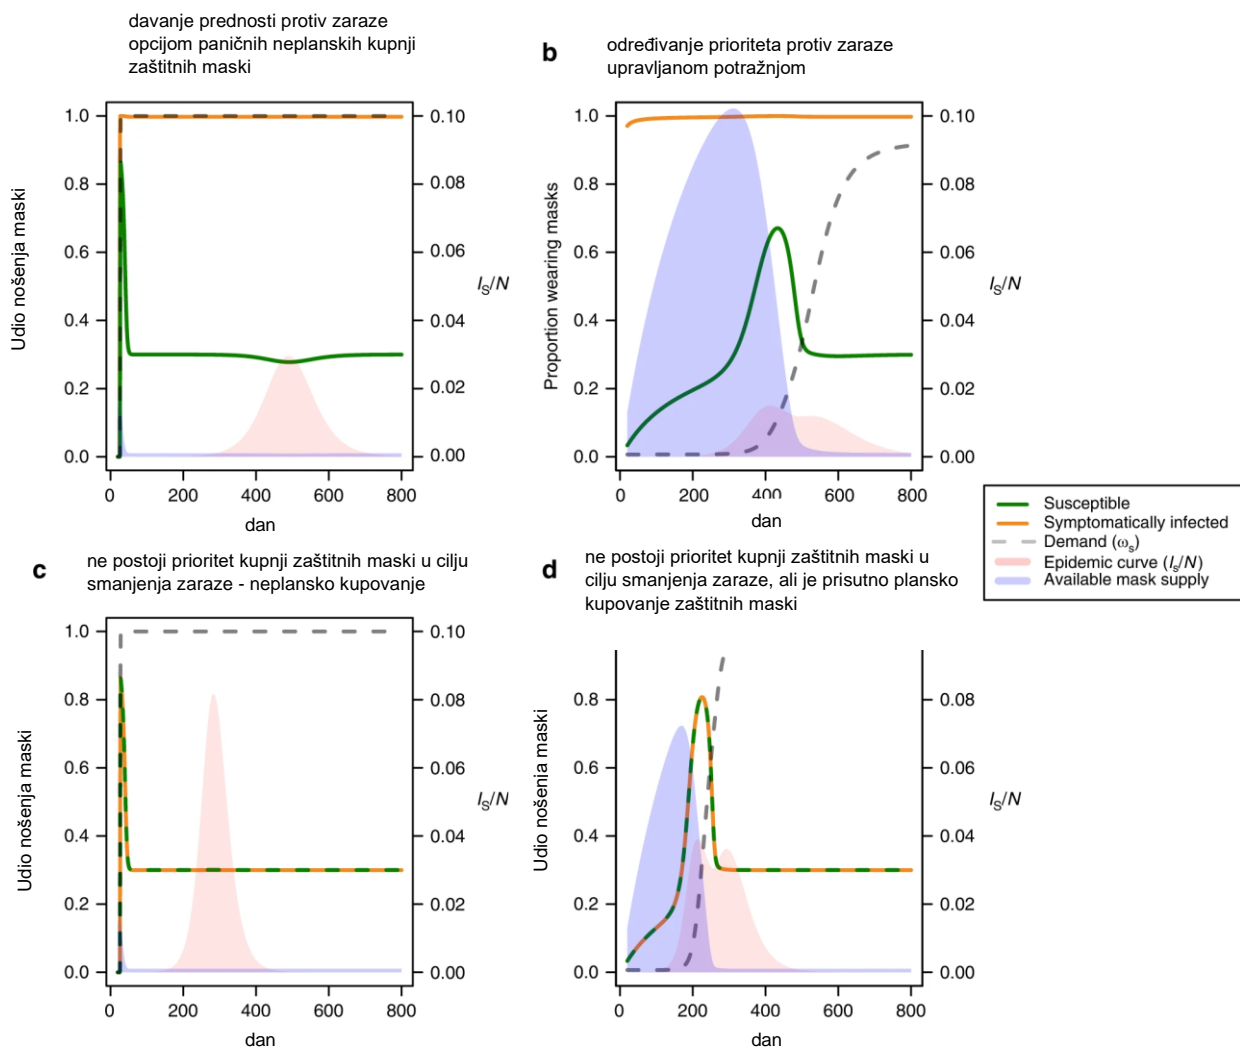 davanje prednosti protiv zaraze
opcijom paničnih neplanskih kupnji
zaštitnih maski
1.0
0.8
0.6
0.4
0.2
0.0
Udio nošenja maski
0.10
0.08
0.06
0.04
0.02
0.00
IS/N
0 200 400 600 800
dan
b
određivanje prioriteta protiv zaraze
upravljanom potražnjom
1.0
0.8
0.6
0.4
0.2
0.0
Proportion wearing masks
0.10
0.08
0.06
0.04
0.02
0.00
IS/N
0 200 400 600 800
dan
Susceptible
Symptomatically infected
Demand (ωs)
Epidemic curve (Is/N)
Available mask supply
c
ne postoji prioritet kupnji zaštitnih maski u cilju
smanjenja zaraze - neplansko kupovanje
1.0
0.8
0.6
0.4
0.2
0.0
Udio nošenja maski
0.10
0.08
0.06
0.04
0.02
0.00
IS/N
0 200 400 600 800
dan
d
ne postoji prioritet kupnji zaštitnih maski u
cilju smanjenja zaraze, ali je prisutno plansko
kupovanje zaštitnih maski
0.8
0.6
0.4
0.2
0.0
Udio nošenja maski
0.08
0.06
0.04
0.02
0.00
IS/N
0 200 400 600 800
dan